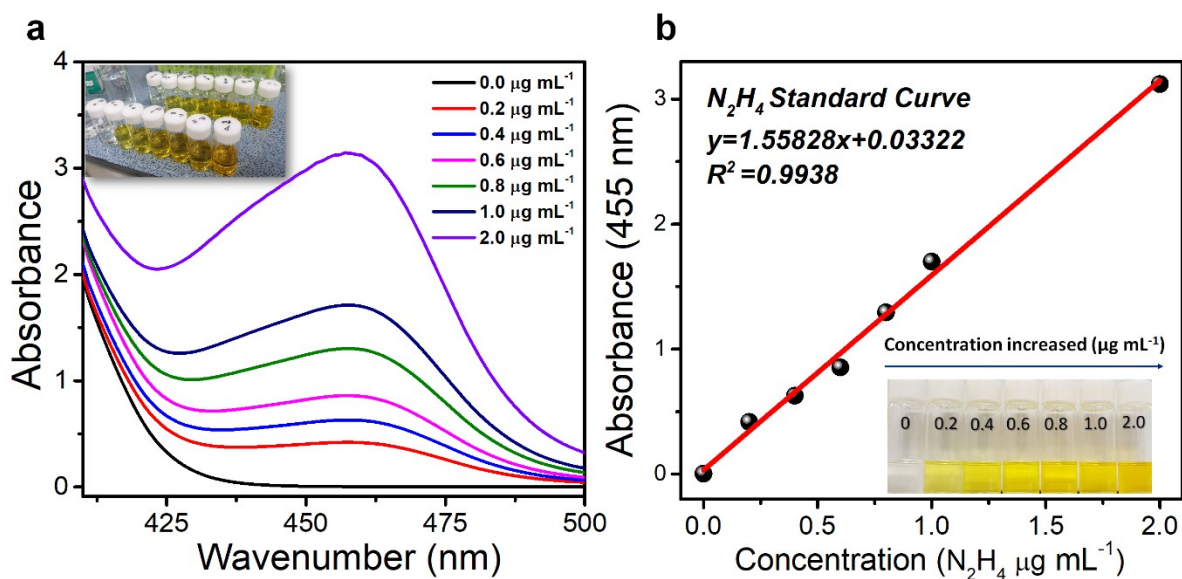 a
4
3
2
1
0
Absorbance
425
450
475
500
Wavenumber (nm)
0.0 μg mL⁻¹
0.2 μg mL⁻¹
0.4 μg mL⁻¹
0.6 μg mL⁻¹
0.8 μg mL⁻¹
1.0 μg mL⁻¹
2.0 μg mL⁻¹
b
3
2
1
0
Absorbance (455 nm)
N₂H₄ Standard Curve
y=1.55828x+0.03322
R² =0.9938
Concentration increased (μg mL⁻¹)
0 0.2 0.4 0.6 0.8 1.0 2.0
0.0
0.5
1.0
1.5
2.0
Concentration (N₂H₄ μg mL⁻¹)